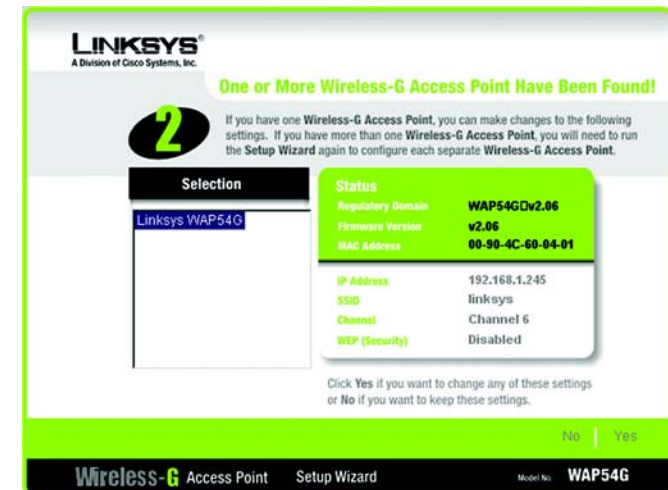 LINKSYS®
A Division of Cisco Systems, Inc.
One or More Wireless-G Access Point Have Been Found!
2
If you have one Wireless-G Access Point, you can make changes to the following
settings. If you have more than one Wireless-G Access Point, you will need to run
the Setup Wizard again to configure each separate Wireless-G Access Point.
Selection
Linksys WAP54G
Status
Regulatory Domain WAP54G▯v2.06
Firmware Version v2.06
MAC Address 00-90-4C-60-04-01
IP Address 192.168.1.245
SSID linksys
Channel Channel 6
WEP (Security) Disabled
Click Yes if you want to change any of these settings
or No if you want to keep these settings.
No | Yes
Wireless-G Access Point Setup Wizard Model No. WAP54G